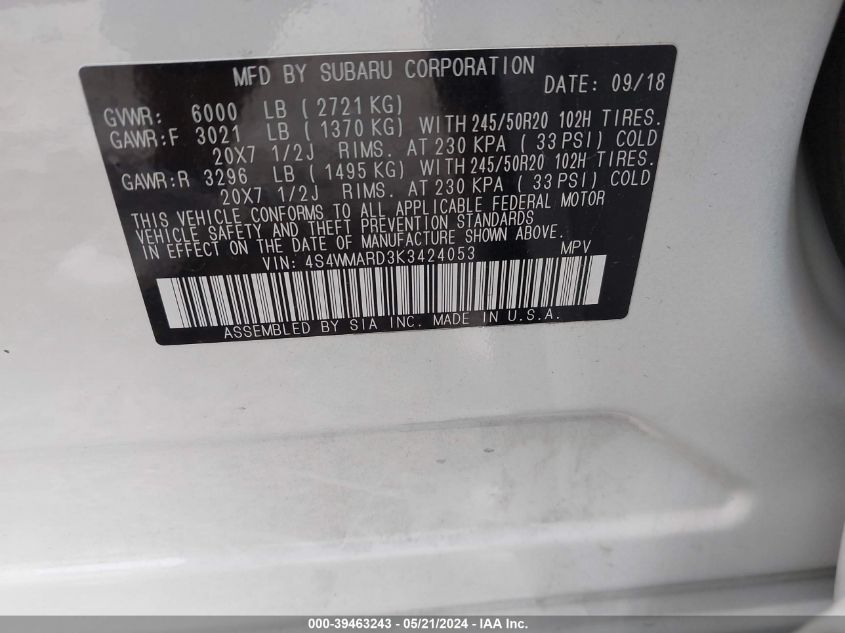 MFD BY SUBARU CORPORATION DATE: 09/18
GVWR: 6000 LB ( 2721 KG)
GAWR:F 3021 LB ( 1370 KG) WITH 245/50R20 102H TIRES.
20X7 1/2J RIMS. AT 230 KPA ( 33 PSI) COLD
GAWR:R 3296 LB ( 1495 KG) WITH 245/50R20 102H TIRES.
20X7 1/2J RIMS. AT 230 KPA ( 33 PSI) COLD
THIS VEHICLE CONFORMS TO ALL APPLICABLE FEDERAL MOTOR
VEHICLE SAFETY AND THEFT PREVENTION STANDARDS
IN EFFECT ON THE DATE OF MANUFACTURE SHOWN ABOVE.
VIN: 4S4WMARD3K3424053 MPV
ASSEMBLED BY SIA INC. MADE IN U.S.A.
000-39463243 - 05/21/2024 - IAA Inc.